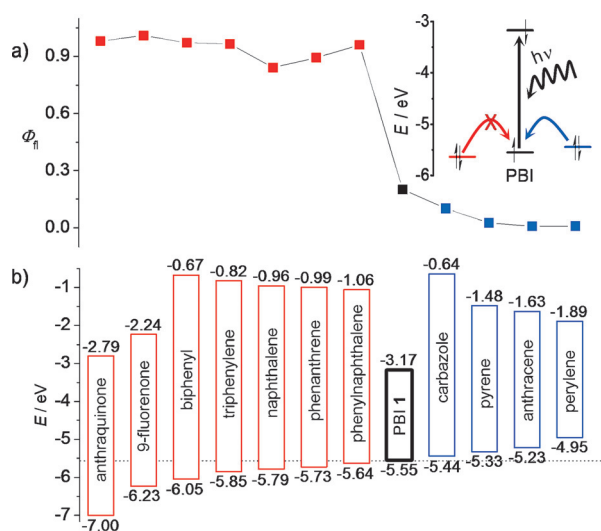 a)
Φfl
0.9
0.6
0.3
0.0
E / eV
-3
-4
-5
-6
hν
X
PBI
b)
E / eV
-1
-2
-3
-4
-5
-6
-7
-2.79
anthraquinone
-7.00
-2.24
9-fluorenone
-6.23
-0.67
biphenyl
-6.05
-0.82
triphenylene
-5.85
-0.96
naphthalene
-5.79
-0.99
phenanthrene
-5.73
-1.06
phenylnaphthalene
-5.64
-3.17
PBI 1
-5.55
-0.64
carbazole
-5.44
-1.48
pyrene
-5.33
-1.63
anthracene
-5.23
-1.89
perylene
-4.95